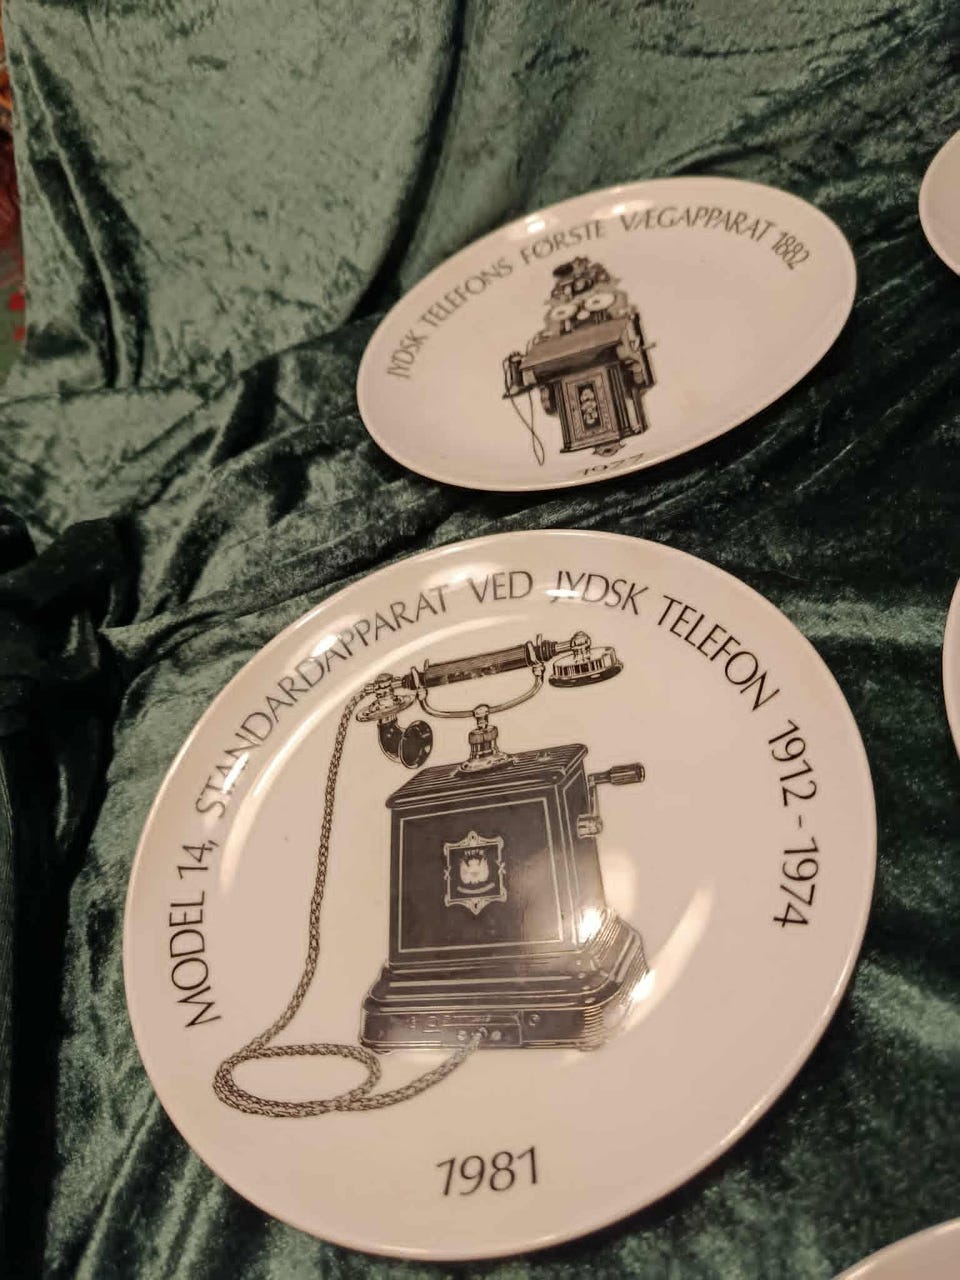 JYDSK TELEFONS FØRSTE VÆGAPPARAT 1882
1977
MODEL 14, STANDARDAPPARAT VED JYDSK TELEFON 1912-1974
1981